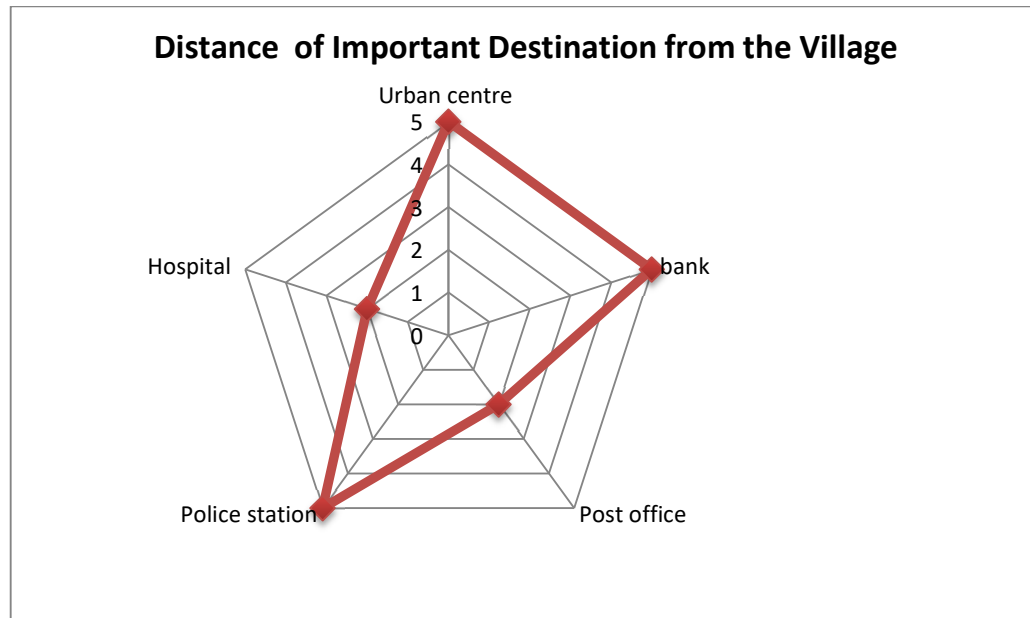 Distance of Important Destination from the Village
Urban centre
5
4
3
2
1
0
Hospital
bank
Police station
Post office